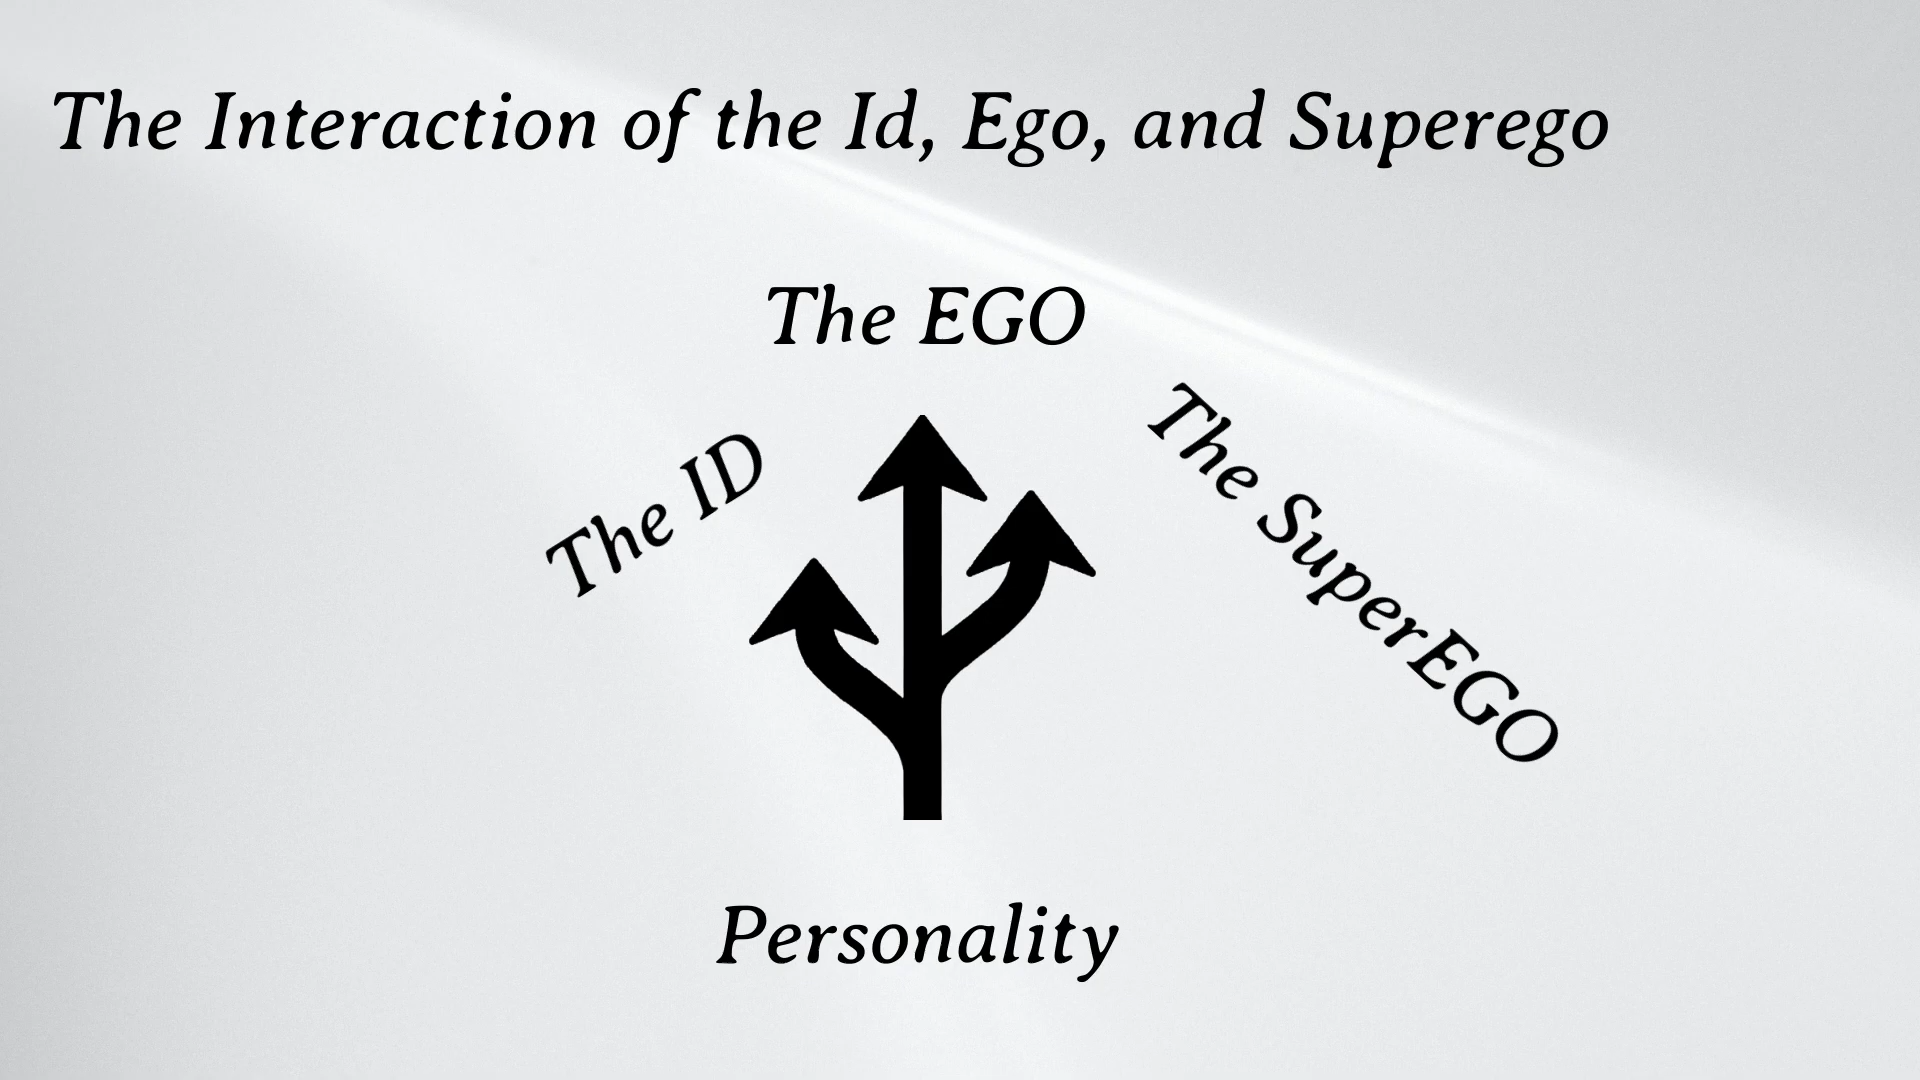 The Interaction of the Id, Ego, and Superego
The EGO
The ID
The SuperEGO
Personality